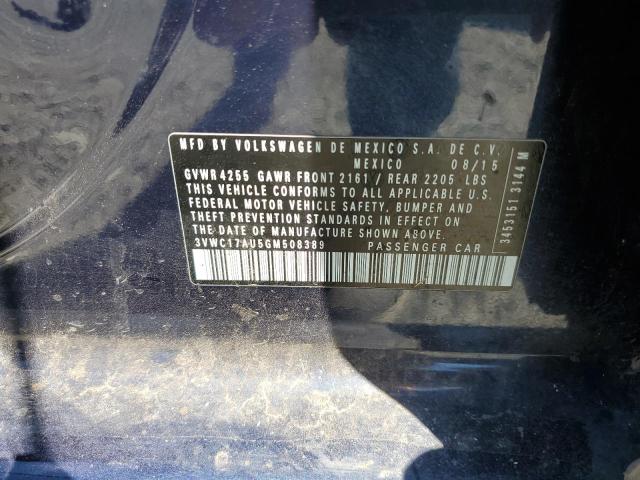 MFD BY VOLKSWAGEN DE MEXICO S.A. DE C.V.
MEXICO 08/15
GVWR4255 GAWR FRONT 2161 / REAR 2205 LBS
THIS VEHICLE CONFORMS TO ALL APPLICABLE U.S.
FEDERAL MOTOR VEHICLE SAFETY, BUMPER AND
THEFT PREVENTION STANDARDS IN EFFECT ON
THE DATE OF MANUFACTURE SHOWN ABOVE.
3VWC17AU5GM508389 PASSENGER CAR
3453151 3144 M